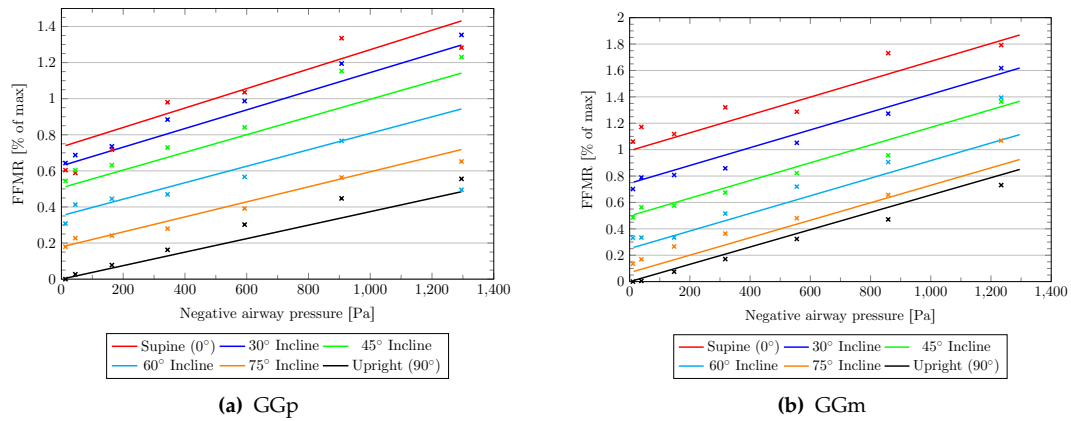 1.4
1.2
1
0.8
0.6
0.4
0.2
0
FFMR [% of max]
0 200 400 600 800 1,000 1,200 1,400
Negative airway pressure [Pa]
Supine (0°) 30° Incline 45° Incline
60° Incline 75° Incline Upright (90°)
(a) GGp
2
1.8
1.6
1.4
1.2
1
0.8
0.6
0.4
0.2
0
FFMR [% of max]
0 200 400 600 800 1,000 1,200 1,400
Negative airway pressure [Pa]
Supine (0°) 30° Incline 45° Incline
60° Incline 75° Incline Upright (90°)
(b) GGm